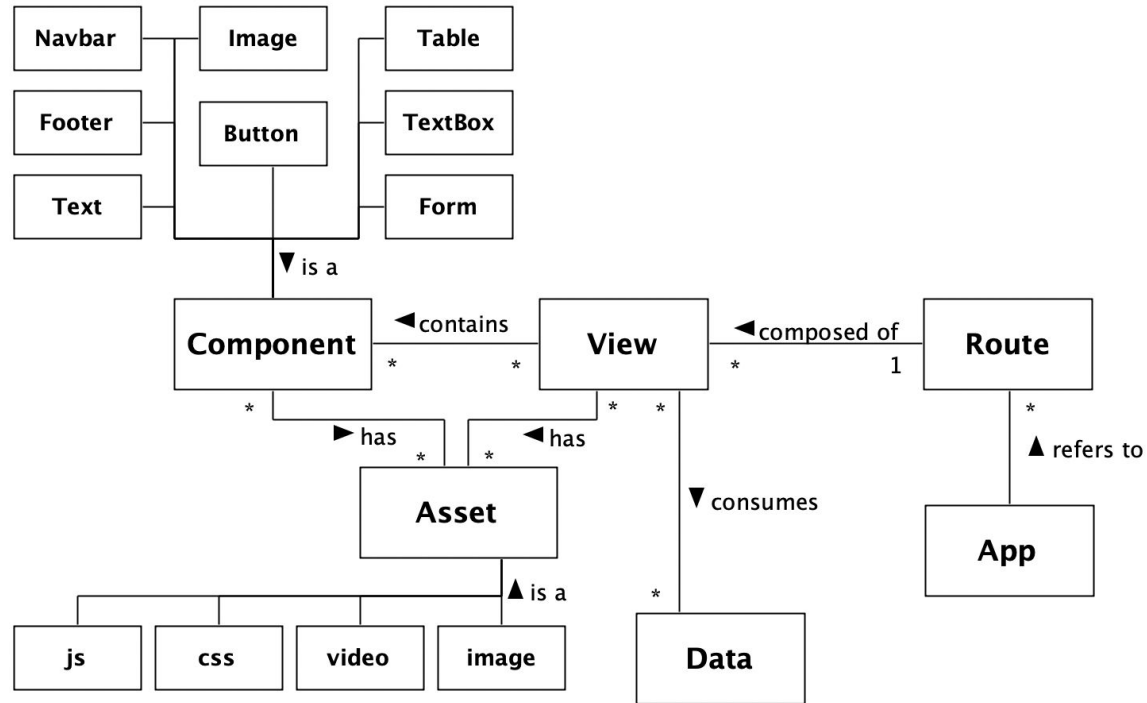 Navbar
Image
Table
Footer
Button
TextBox
Text
Form
is a
Component
contains
*
*
View
composed of
*
1
Route
*
has
*
*
has
*
*
consumes
*
*
refers to
Asset
App
is a
js
css
video
image
Data